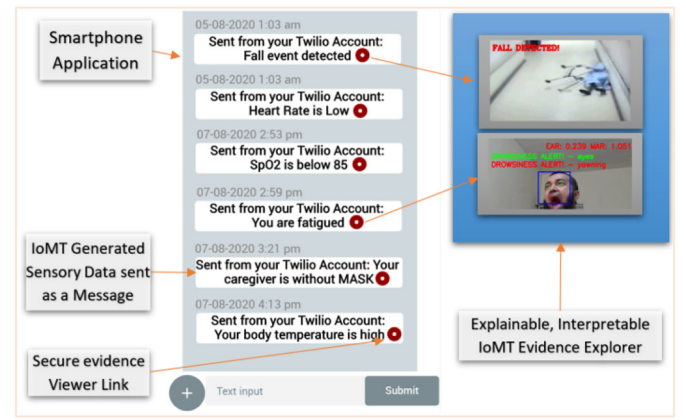 Smartphone
Application
05-08-2020 1:03 am
Sent from your Twilio Account:
Fall event detected
05-08-2020 1:03 am
Sent from your Twilio Account:
Heart Rate is Low
07-08-2020 2:53 pm
Sent from your Twilio Account:
SpO2 is below 85
07-08-2020 2:59 pm
Sent from your Twilio Account:
You are fatigued
07-08-2020 3:21 pm
Sent from your Twilio Account: Your
caregiver is without MASK
07-08-2020 4:13 pm
Sent from your Twilio Account:
Your body temperature is high
+
Text input
Submit
IoMT Generated
Sensory Data sent
as a Message
Secure evidence
Viewer Link
FALL DETECTED!
EAR: 0.239 MAR: 1.051
DROWSINESS ALERT! – eyes
DROWSINESS ALERT! – yawning
Explainable, Interpretable
IoMT Evidence Explorer